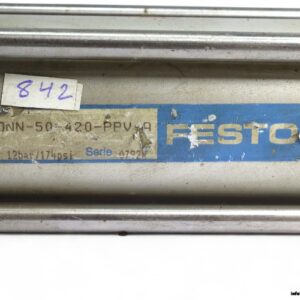 842
DNN-50-420-PPV-A
FESTO
12bar/174psi Serie